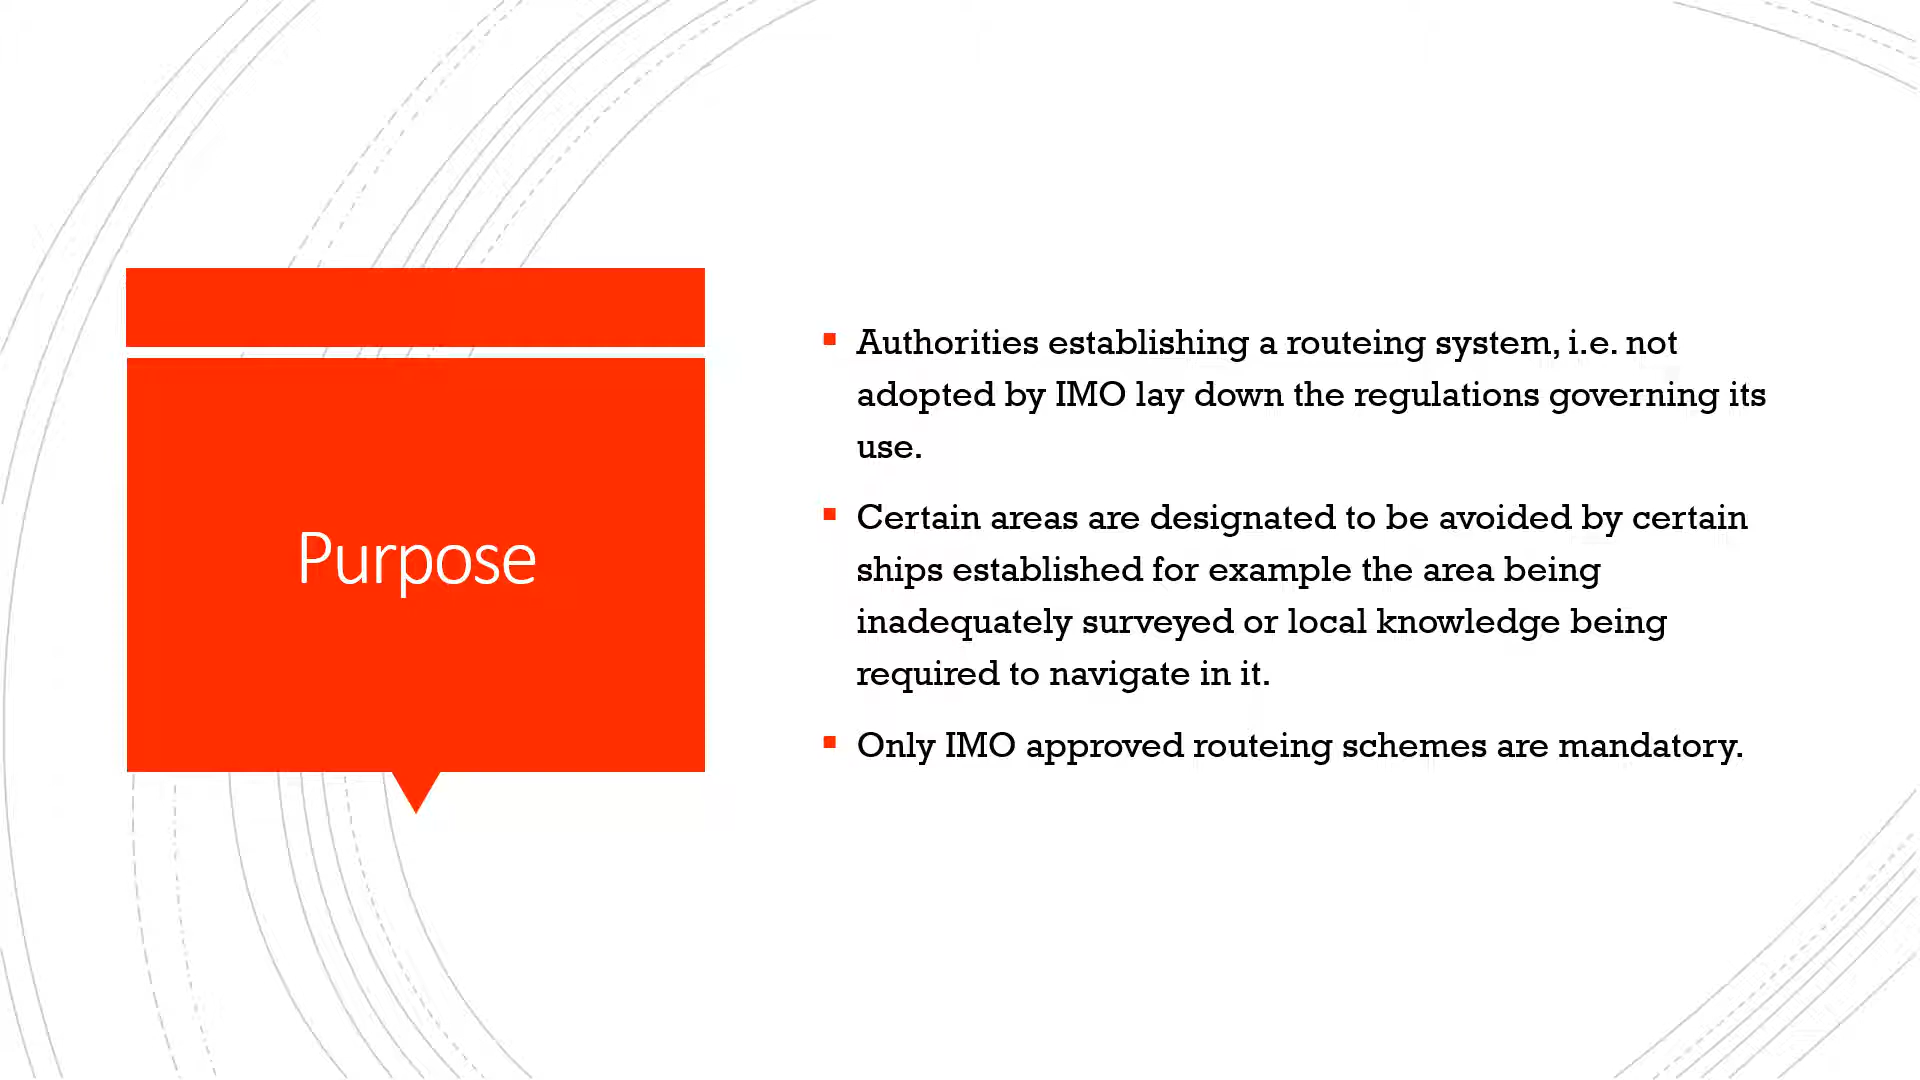 Purpose
Authorities establishing a routeing system, i.e. not
adopted by IMO lay down the regulations governing its
use.
Certain areas are designated to be avoided by certain
ships established for example the area being
inadequately surveyed or local knowledge being
required to navigate in it.
Only IMO approved routeing schemes are mandatory.